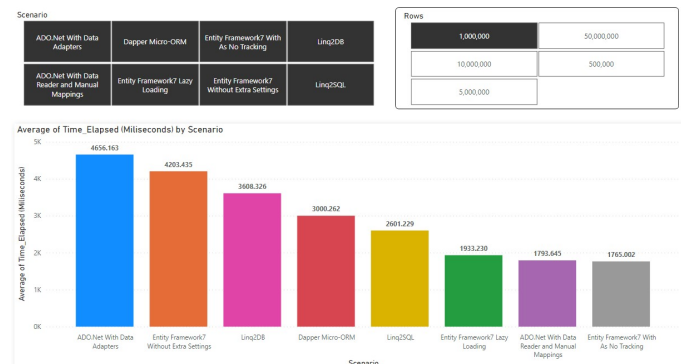 Scenario
ADO.Net With Data
Adapters
Dapper Micro-ORM
Entity Framework7 With
As No Tracking
Linq2DB
ADO.Net With Data
Reader and Manual
Mappings
Entity Framework7 Lazy
Loading
Entity Framework7
Without Extra Settings
Linq2SQL
Rows
1,000,000
50,000,000
10,000,000
500,000
5,000,000
Average of Time_Elapsed (Miliseconds) by Scenario
Average of Time_Elapsed (Miliseconds)
5K
4K
3K
2K
1K
0K
4656.163
4203.435
3608.326
3000.262
2601.229
1933.230
1793.645
1765.002
ADO.Net With Data
Adapters
Entity Framework7
Without Extra Settings
Linq2DB
Dapper Micro-ORM
Linq2SQL
Entity Framework7 Lazy
Loading
ADO.Net With Data
Reader and Manual
Mappings
Entity Framework7 With
As No Tracking
Scenario